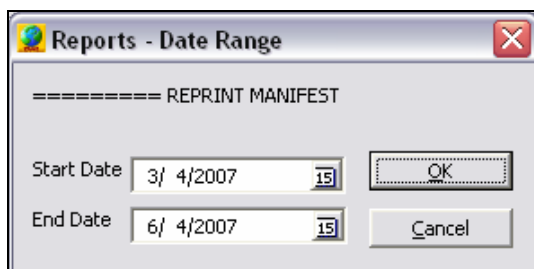 Reports - Date Range
========= REPRINT MANIFEST
Start Date 3/ 4/2007 15 OK
End Date 6/ 4/2007 15 Cancel